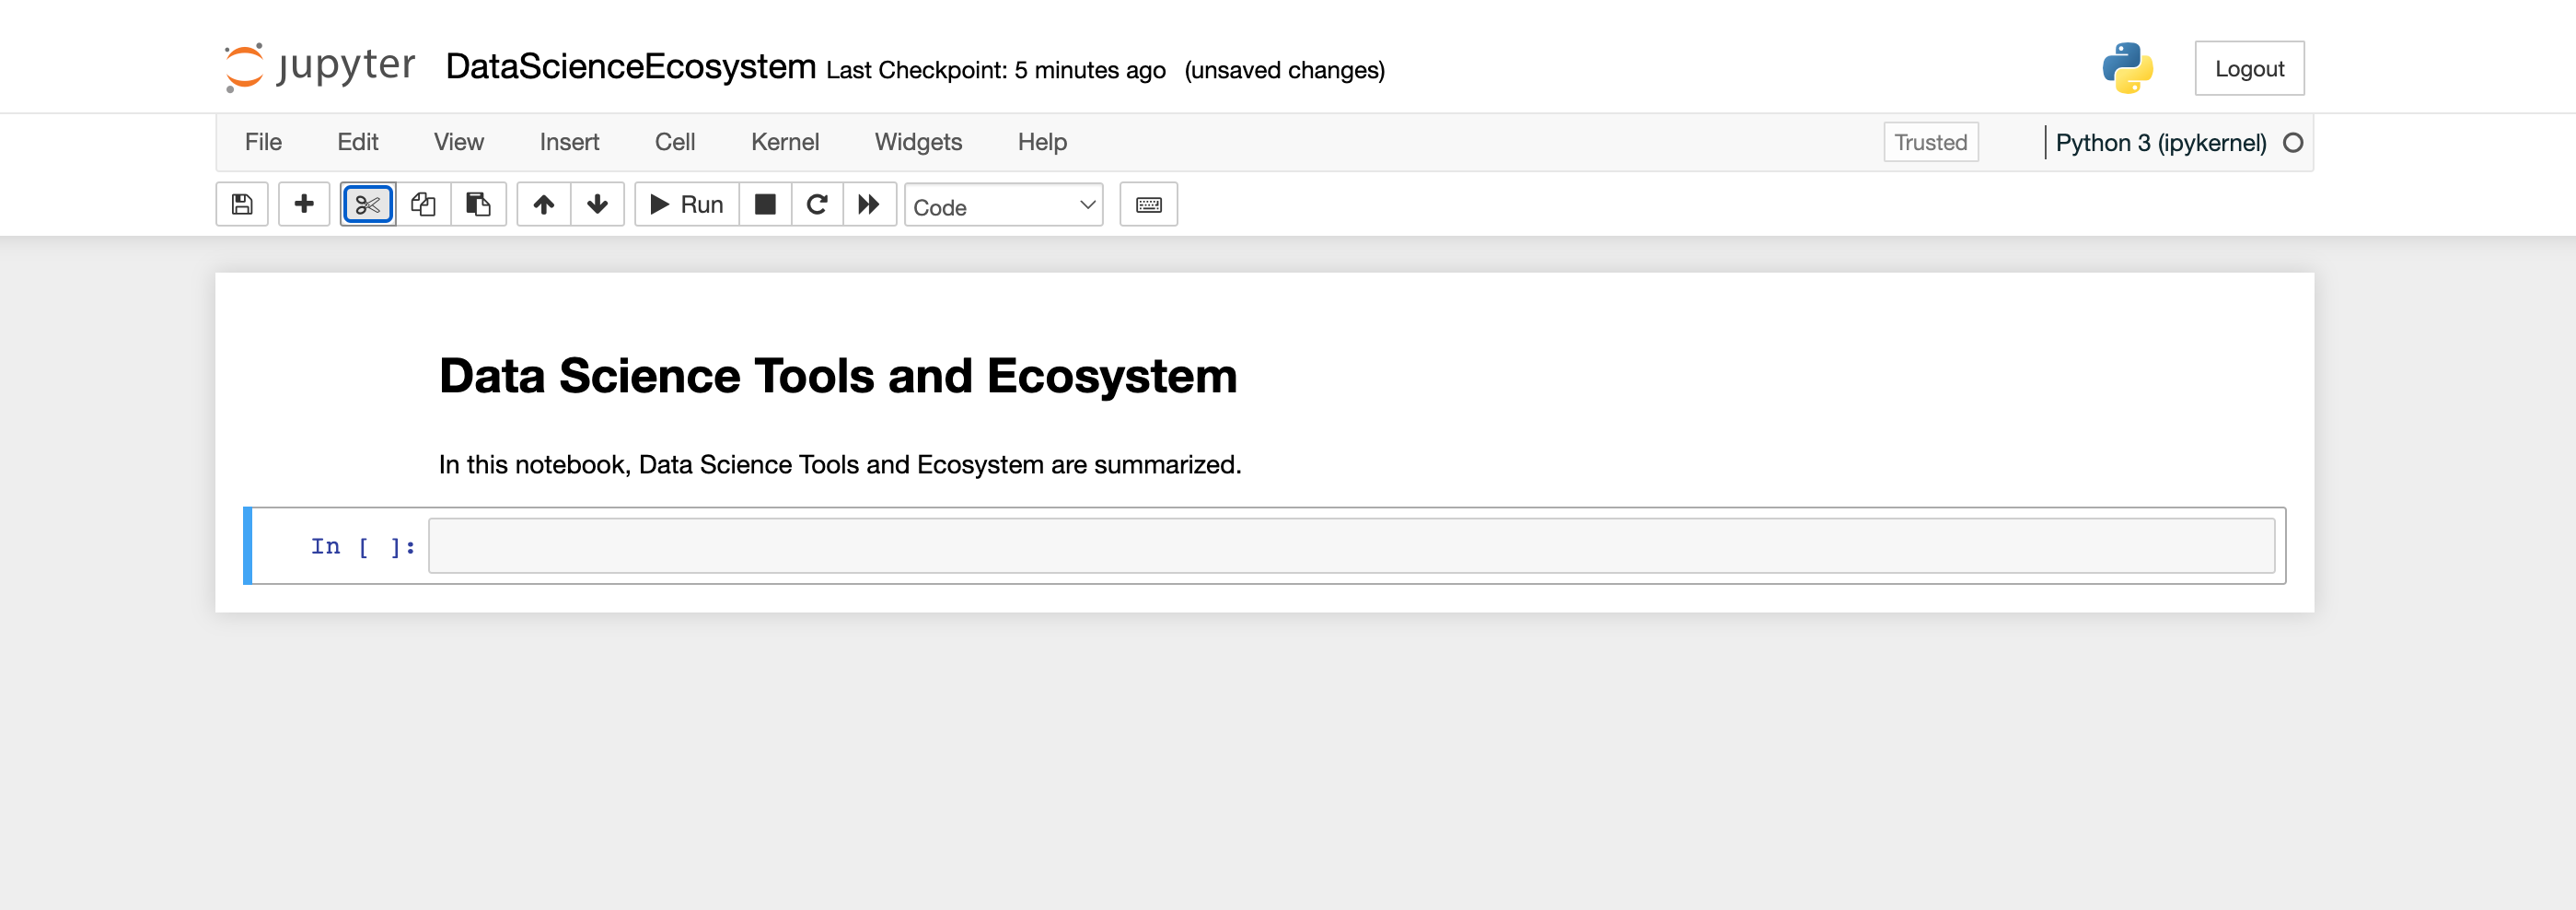 jupyter DataScienceEcosystem Last Checkpoint: 5 minutes ago (unsaved changes) Logout
File Edit View Insert Cell Kernel Widgets Help Trusted Python 3 (ipykernel)
Run Code
Data Science Tools and Ecosystem
In this notebook, Data Science Tools and Ecosystem are summarized.
In [ ]: